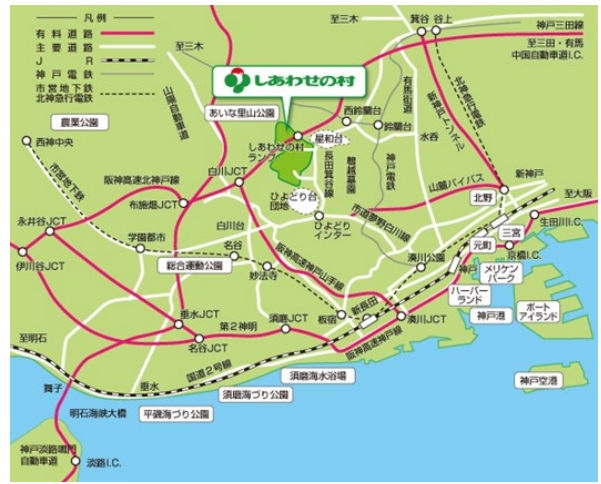 凡例
有料道路
主要道路
J R
神戸電鉄
市営地下鉄
北神急行電鉄
至三木
至三木
箕谷
谷上
神戸三田線
至三田・有馬
中国自動車道I.C.
しあわせの村
農業公園
山陽自動車道
あいな里山公園
西鈴蘭台
有馬街道
北神急行電鉄
新神戸トンネル
星和台
鈴蘭台
水呑
西神中央
しあわせの村
ランプ
長田箕谷線
鵯越墓園
神戸電鉄
阪神高速北神戸線
白川JCT
新神戸
山麓バイパス
市営地下鉄
布施畑JCT
ひよどり台
団地
北野
至大阪
永井谷JCT
白川台
ひよどり
インター
市道夢野白川線
生田川I.C.
三宮
学園都市
名谷
阪神高速神戸山手線
湊川公園
元町
京橋I.C.
伊川谷JCT
総合運動公園
妙法寺
神戸
メリケン
パーク
ハーバー
ランド
ポート
アイランド
新長田
板宿
垂水JCT
第2神明
須磨JCT
湊川JCT
神戸港
至明石
名谷JCT
阪神高速神戸線
国道2号線
須磨海水浴場
神戸空港
舞子
垂水
須磨海づり公園
明石海峡大橋
平磯海づり公園
神戸淡路鳴門
自動車道
淡路I.C.